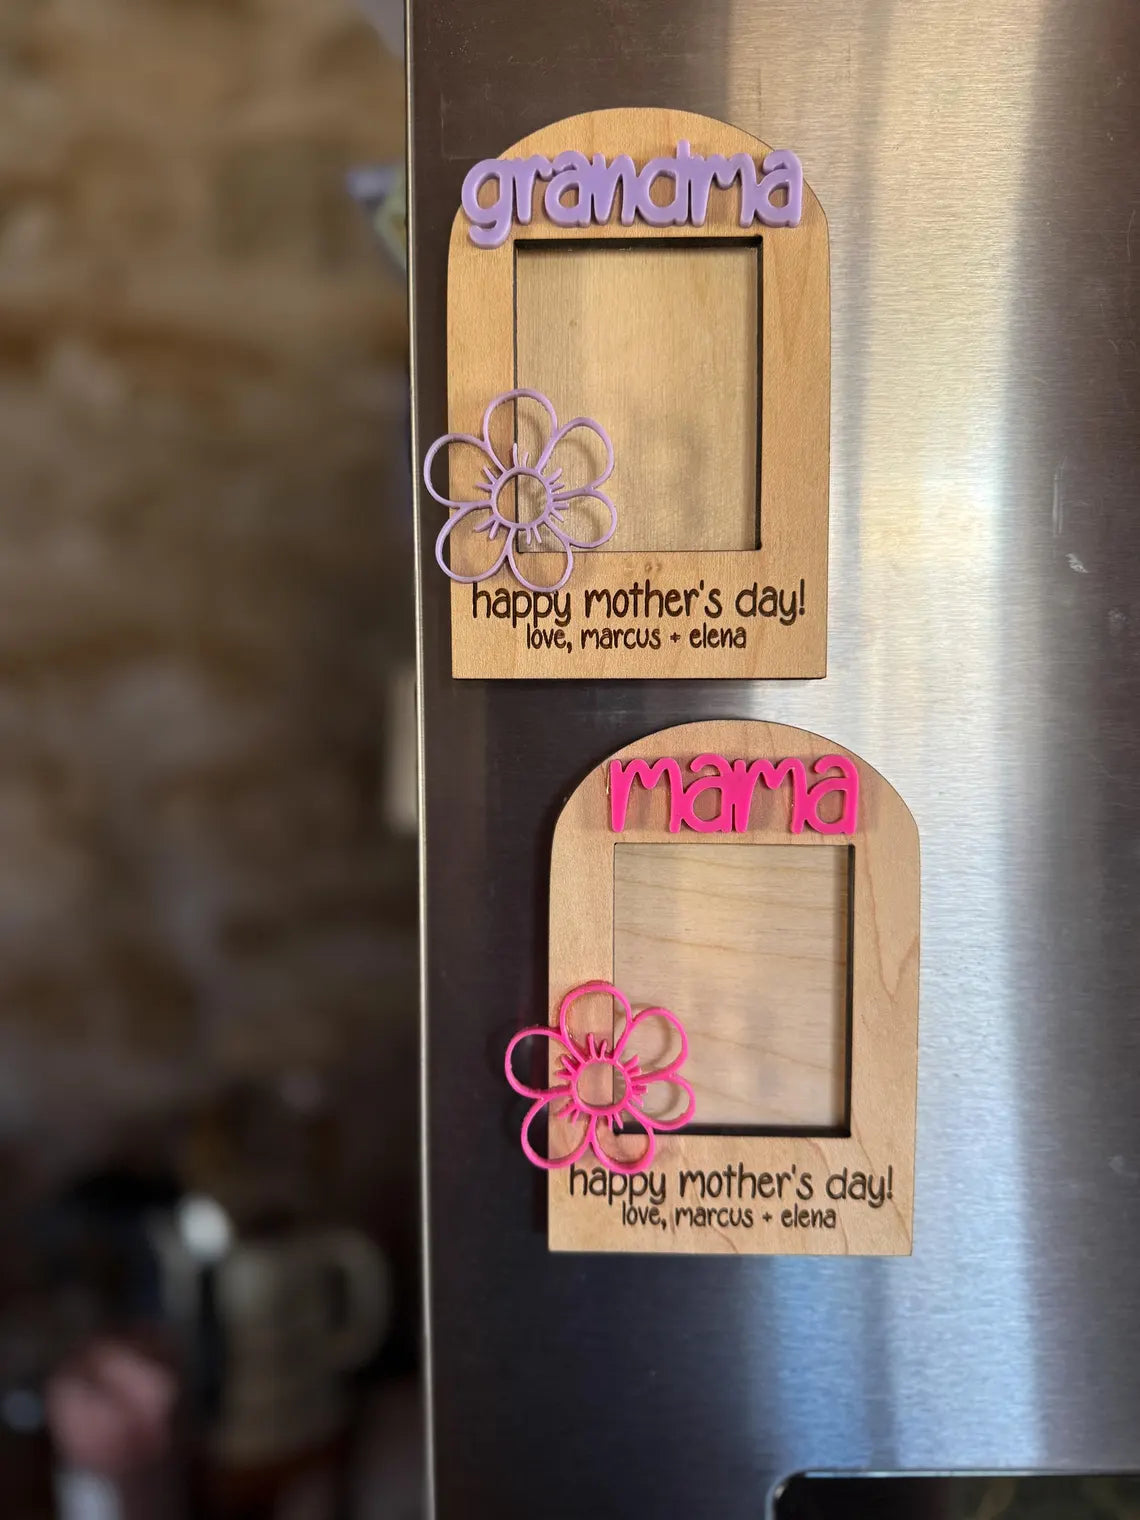 grandma
happy mother's day!
love, marcus + elena
mama
happy mother's day!
love, marcus + elena